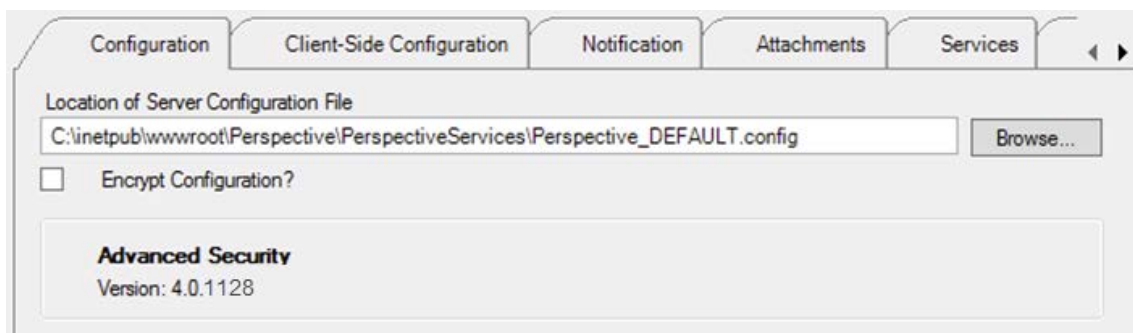 Configuration Client-Side Configuration Notification Attachments Services
Location of Server Configuration File
C:\inetpub\wwwroot\Perspective\PerspectiveServices\Perspective_DEFAULT.config Browse...
Encrypt Configuration?
Advanced Security
Version: 4.0.1128